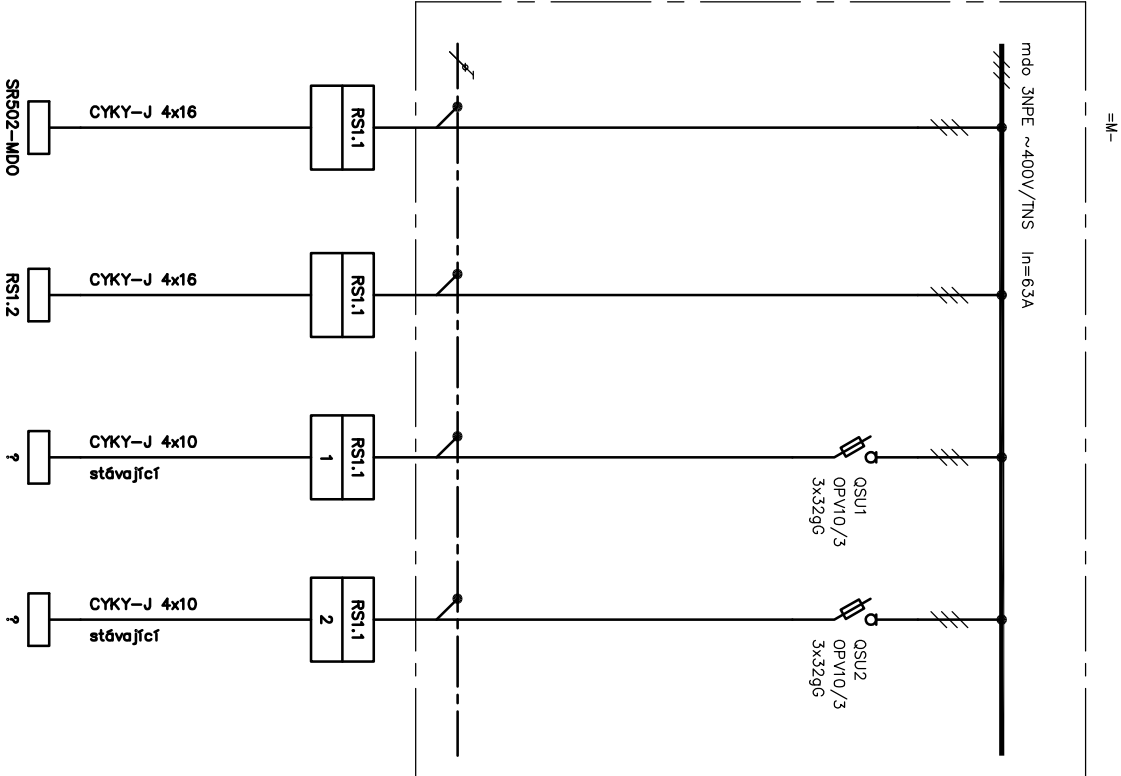 =M-
mdo 3NPE ~400V/TNS In=63A
SR502-MDO
CYKY-J 4x16
RS1.1
RS1.2
CYKY-J 4x16
RS1.1
?
CYKY-J 4x10
stávající
RS1.1
1
QSU1
OPV10/3
3x32gG
?
CYKY-J 4x10
stávající
RS1.1
2
QSU2
OPV10/3
3x32gG